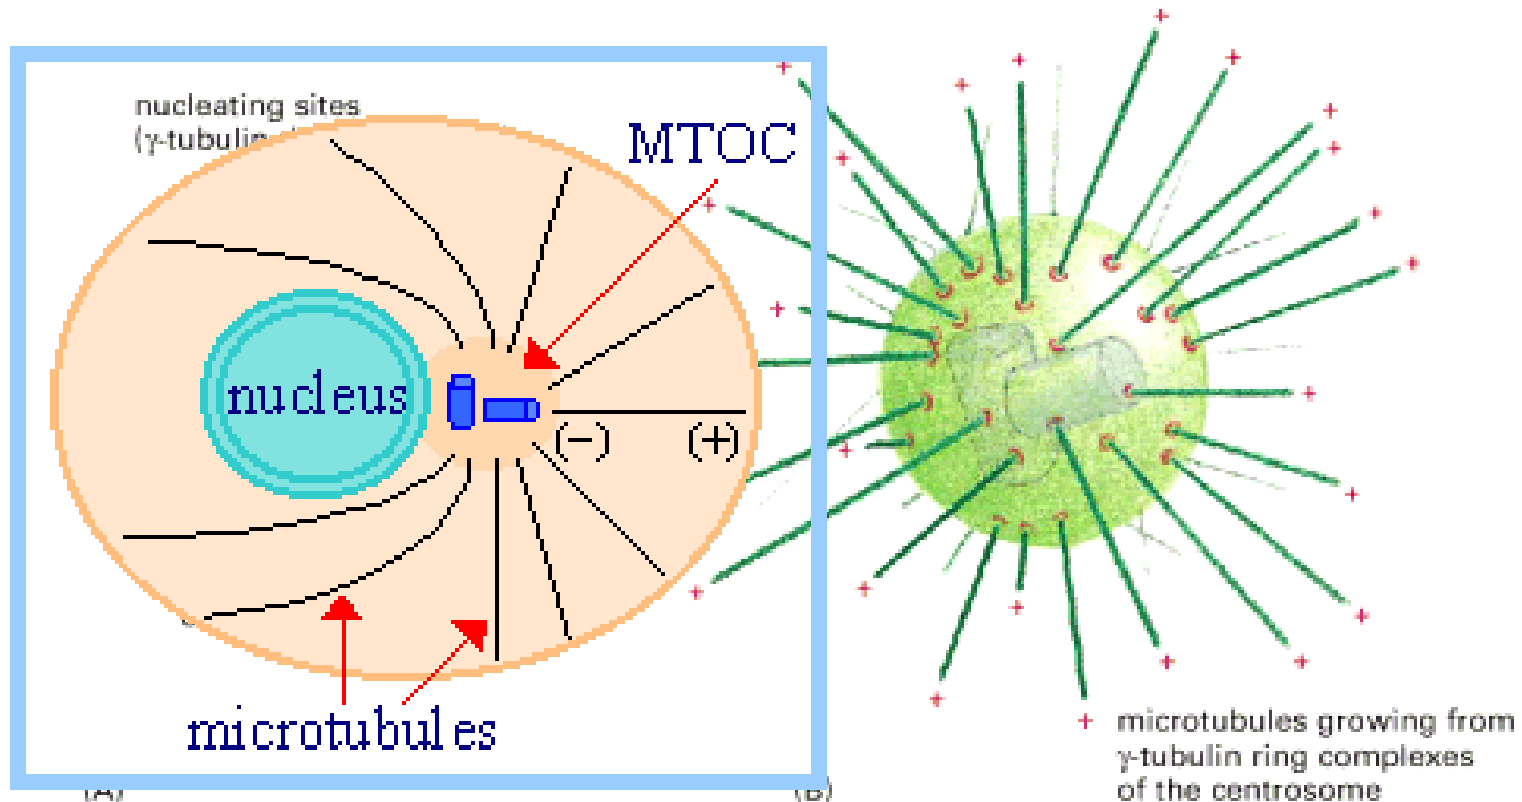 nucleating sites
(γ-tubulin
MTOC
nucleus
(−) (+)
microtubules
+ microtubules growing from
γ-tubulin ring complexes
of the centrosome
(A)
(B)